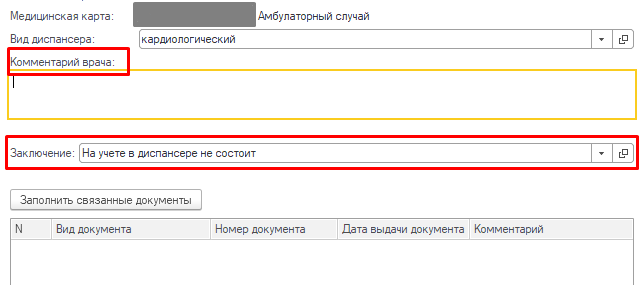 Медицинская карта: Амбулаторный случай
Вид диспансера: кардиологический
Комментарий врача:
Заключение: На учете в диспансере не состоит
Заполнить связанные документы
N Вид документа Номер документа Дата выдачи документа Комментарий